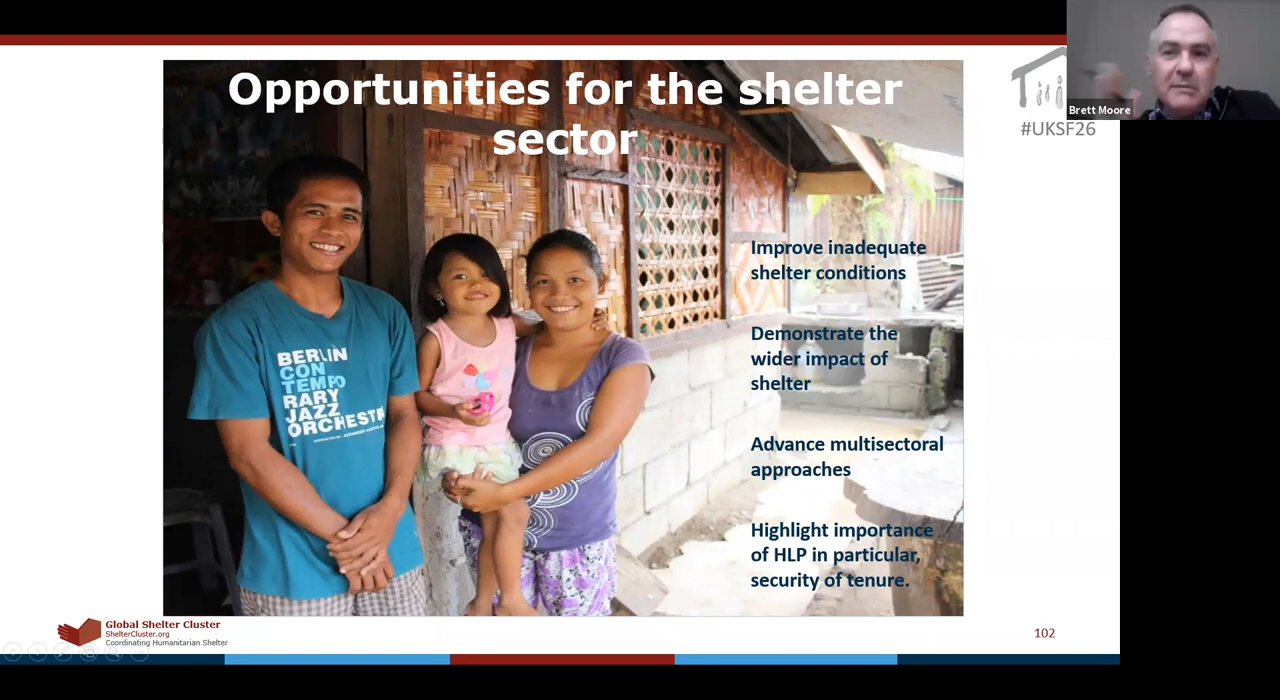 Opportunities for the shelter
sector
Brett Moore
#UKSF26
BERLIN
CON
TEMPO
RARY
JAZZ
ORCHESTR
Improve inadequate
shelter conditions
Demonstrate the
wider impact of
shelter
Advance multisectoral
approaches
Highlight importance
of HLP in particular,
security of tenure.
Global Shelter Cluster
ShelterCluster.org
Coordinating Humanitarian Shelter
102